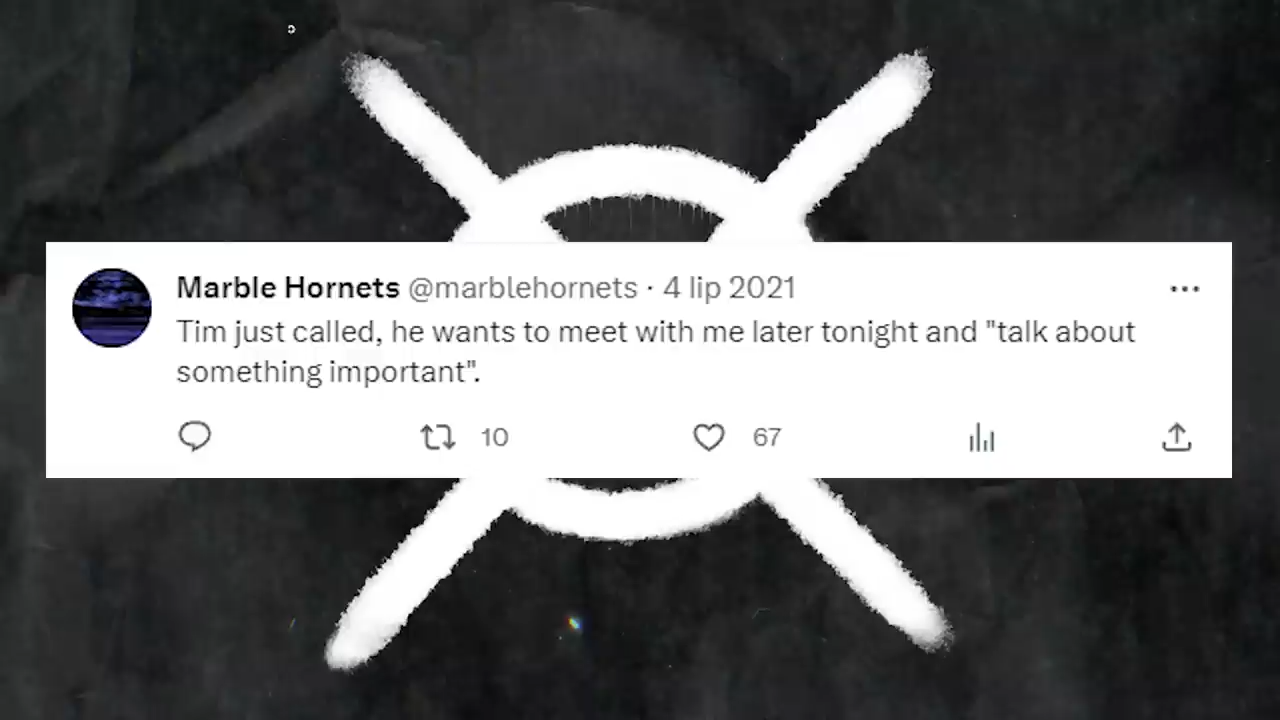 Marble Hornets @marblehornets · 4 lip 2021
Tim just called, he wants to meet with me later tonight and "talk about
something important".
10 67